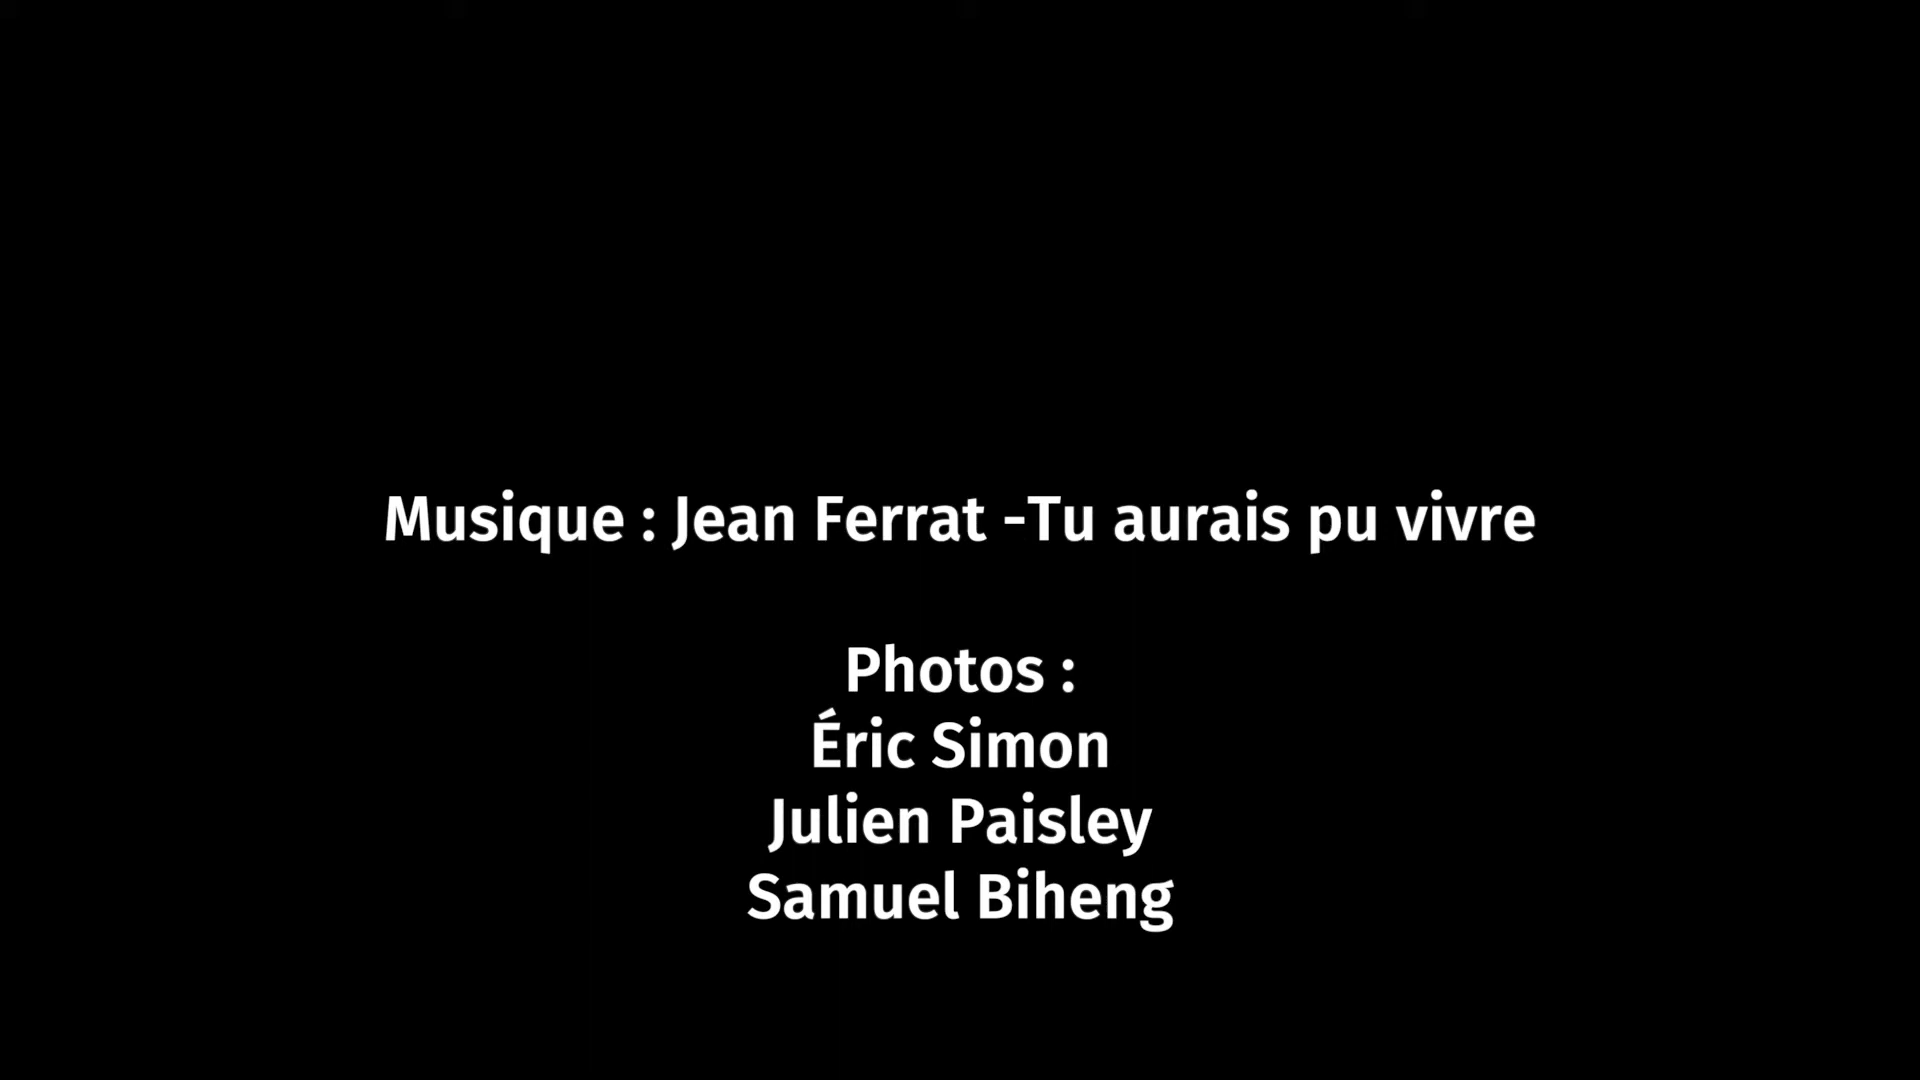 Musique : Jean Ferrat -Tu aurais pu vivre
Photos :
Éric Simon
Julien Paisley
Samuel Biheng